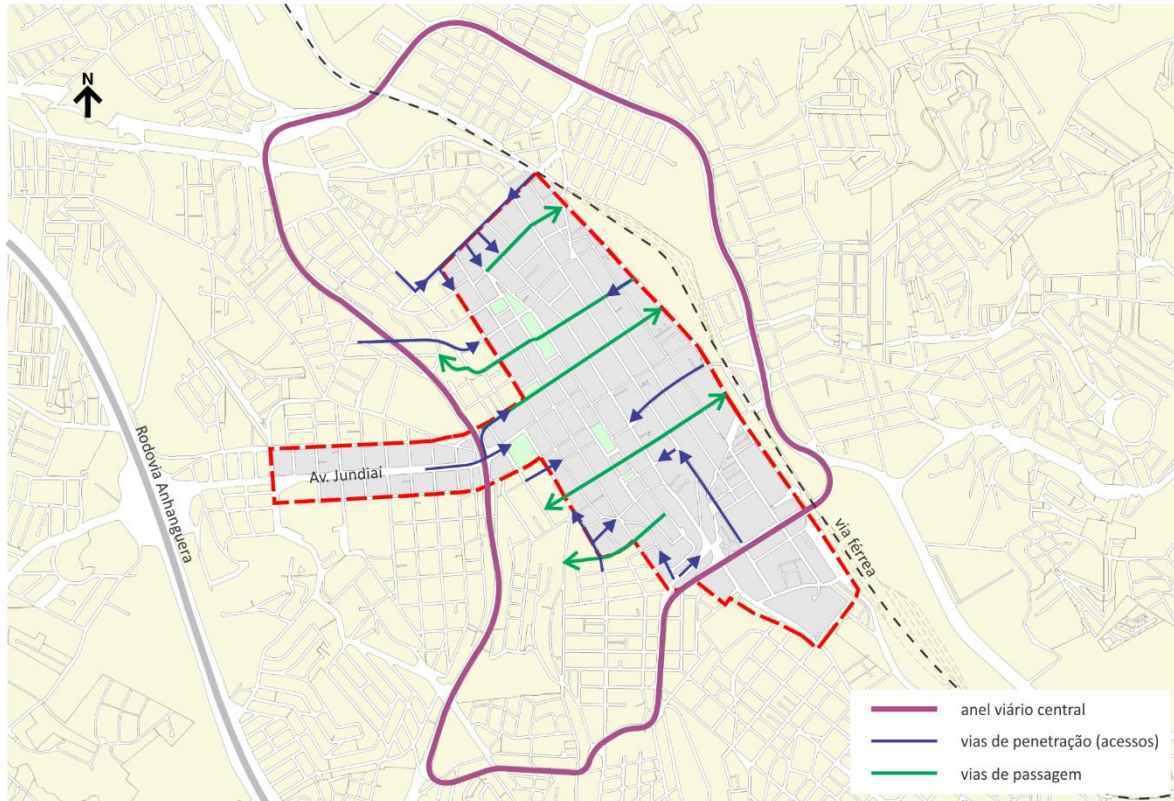 N
Rodovia Anhanguera
Av. Jundiaí
via férrea
anel viário central
vias de penetração (acessos)
vias de passagem